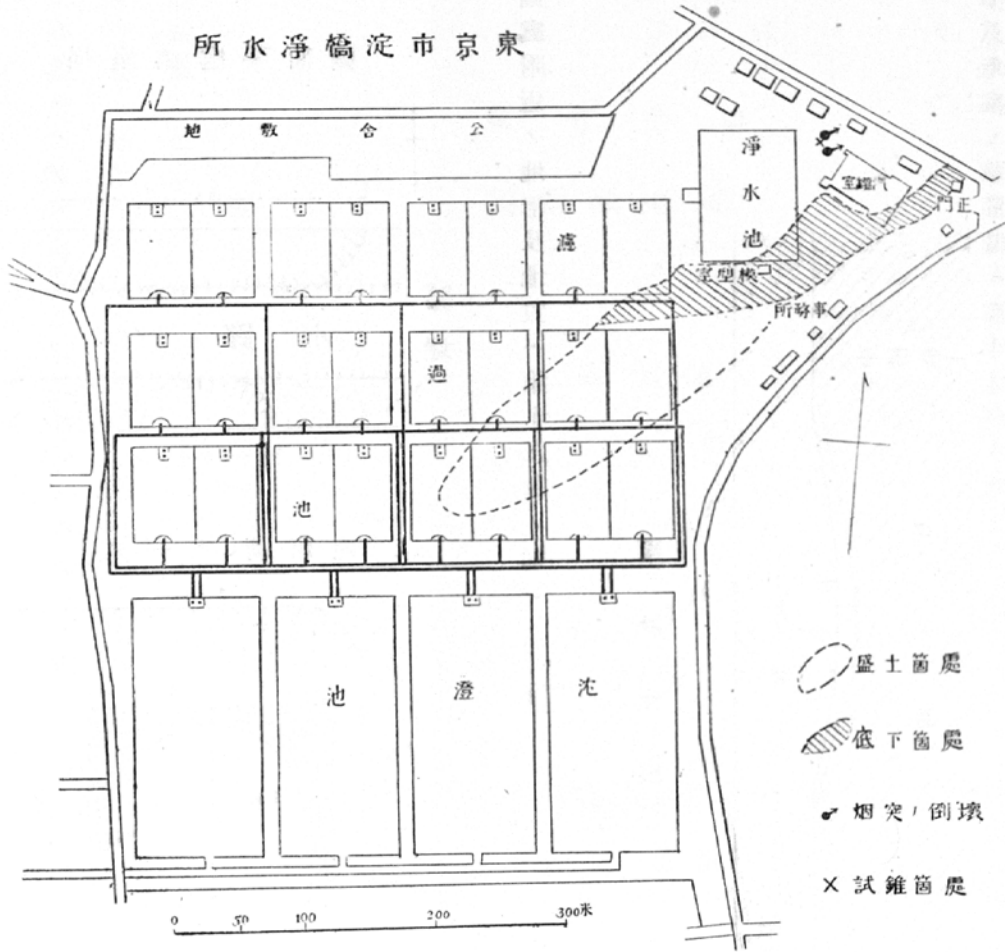 東京市淀橋淨水所
公舍敷地
淨水池
汽罐室
正門
模型室
事務所
濾過池
沈澄池
盛土箇處
低下箇處
烟突ノ倒壞
試錐箇處
0 50 100 200 300米